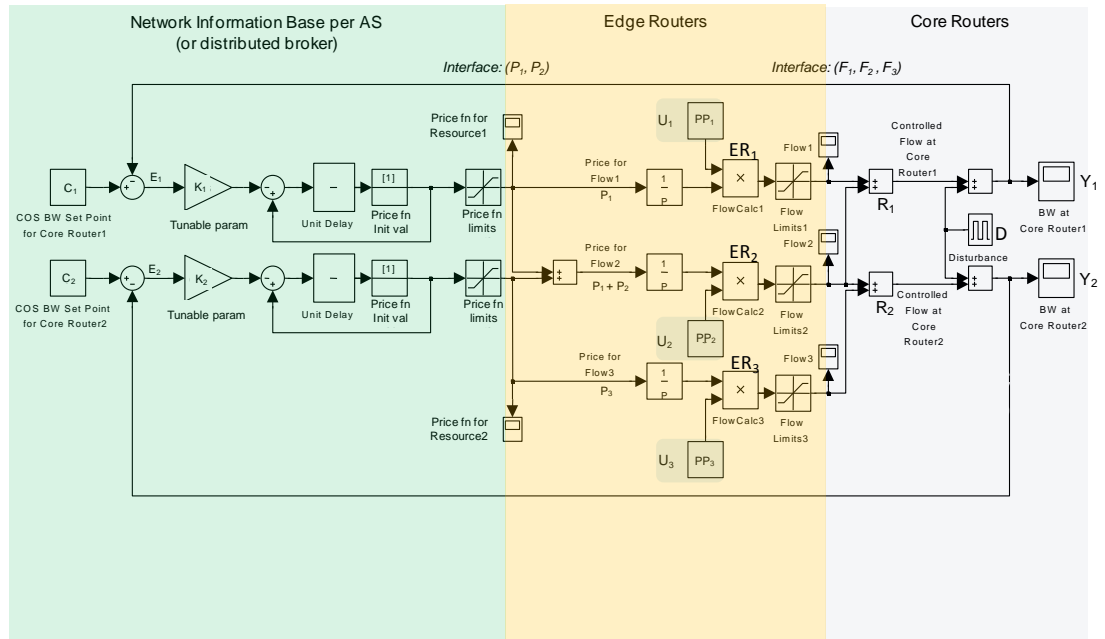 Network Information Base per AS
(or distributed broker)
Edge Routers
Core Routers
Interface: (P1, P2)
Interface: (F1, F2 , F3)
Price fn for
Resource1
U1
PP1
ER1
Flow1
Controlled
Flow at
Core
Router1
C1
E1
K1
[1]
Price for
Flow1
P1
1
P
×
FlowCalc1
Flow
Limits1
R1
Y1
BW at
Core Router1
COS BW Set Point
for Core Router1
Tunable param
Unit Delay
Price fn
Init val
Price fn
limits
Flow2
D
Disturbance
C2
E2
K2
[1]
Price for
Flow2
P1 + P2
1
P
ER2
×
FlowCalc2
Flow
Limits2
R2
Controlled
Flow at
Core
Router2
Y2
BW at
Core Router2
COS BW Set Point
for Core Router2
Tunable param
Unit Delay
Price fn
Init val
Price fn
limits
U2
PP2
Price for
Flow3
P3
1
P
ER3
×
FlowCalc3
Flow3
Flow
Limits3
Price fn for
Resource2
U3
PP3